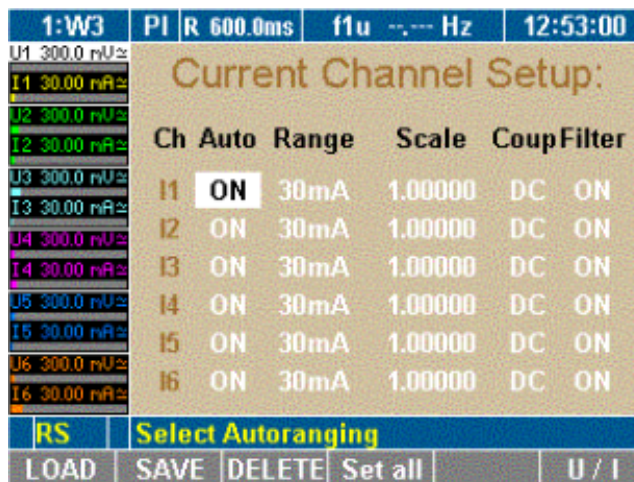 1:W3 PI R 600.0ms f1u --.--- Hz 12:53:00
U1 300.0 mV≃
I1 30.00 mA≃
U2 300.0 mV≃
I2 30.00 mA≃
U3 300.0 mV≃
I3 30.00 mA≃
U4 300.0 mV≃
I4 30.00 mA≃
U5 300.0 mV≃
I5 30.00 mA≃
U6 300.0 mV≃
I6 30.00 mA≃
Current Channel Setup:
Ch Auto Range Scale Coup Filter
I1 ON 30mA 1.00000 DC ON
I2 ON 30mA 1.00000 DC ON
I3 ON 30mA 1.00000 DC ON
I4 ON 30mA 1.00000 DC ON
I5 ON 30mA 1.00000 DC ON
I6 ON 30mA 1.00000 DC ON
RS Select Autoranging
LOAD SAVE DELETE Set all U / I